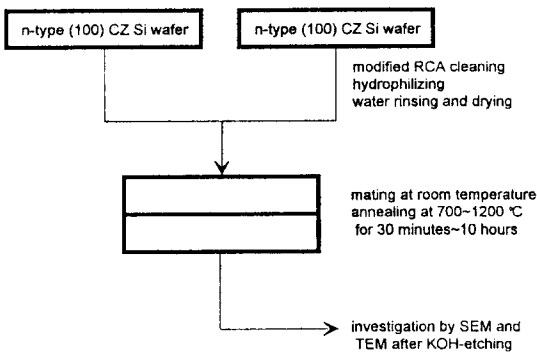 n-type (100) CZ Si wafer
n-type (100) CZ Si wafer
modified RCA cleaning
hydrophilizing
water rinsing and drying
mating at room temperature
annealing at 700~1200 ℃
for 30 minutes~10 hours
investigation by SEM and
TEM after KOH-etching